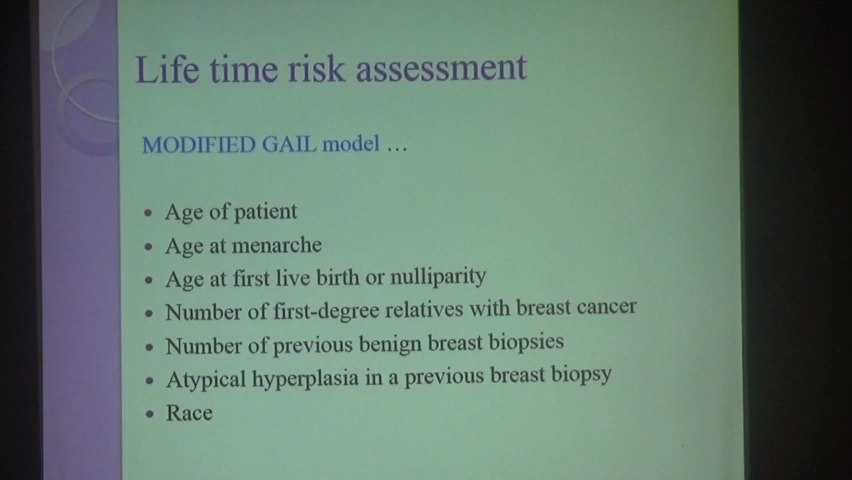 Life time risk assessment
MODIFIED GAIL model ...
• Age of patient
• Age at menarche
• Age at first live birth or nulliparity
• Number of first-degree relatives with breast cancer
• Number of previous benign breast biopsies
• Atypical hyperplasia in a previous breast biopsy
• Race